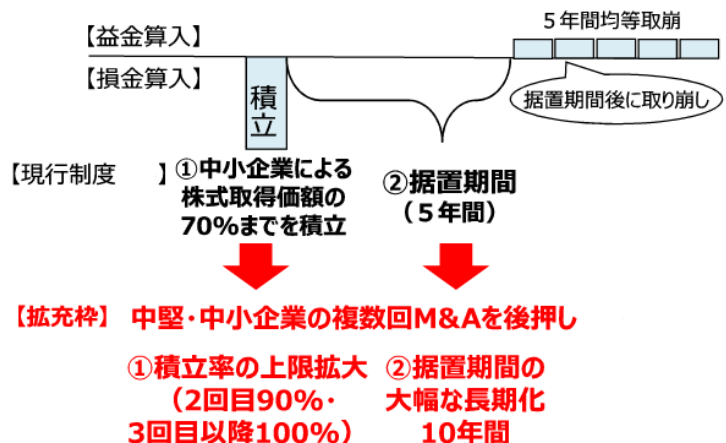 ５年間均等取崩
【益金算入】
【損金算入】
積立
据置期間後に取り崩し
【現行制度　】
①中小企業による
株式取得価額の
70％までを積立
②据置期間
（５年間）
【拡充枠】 中堅・中小企業の複数回M&Aを後押し
①積立率の上限拡大
（2回目90％・
3回目以降100％）
②据置期間の
大幅な長期化
10年間